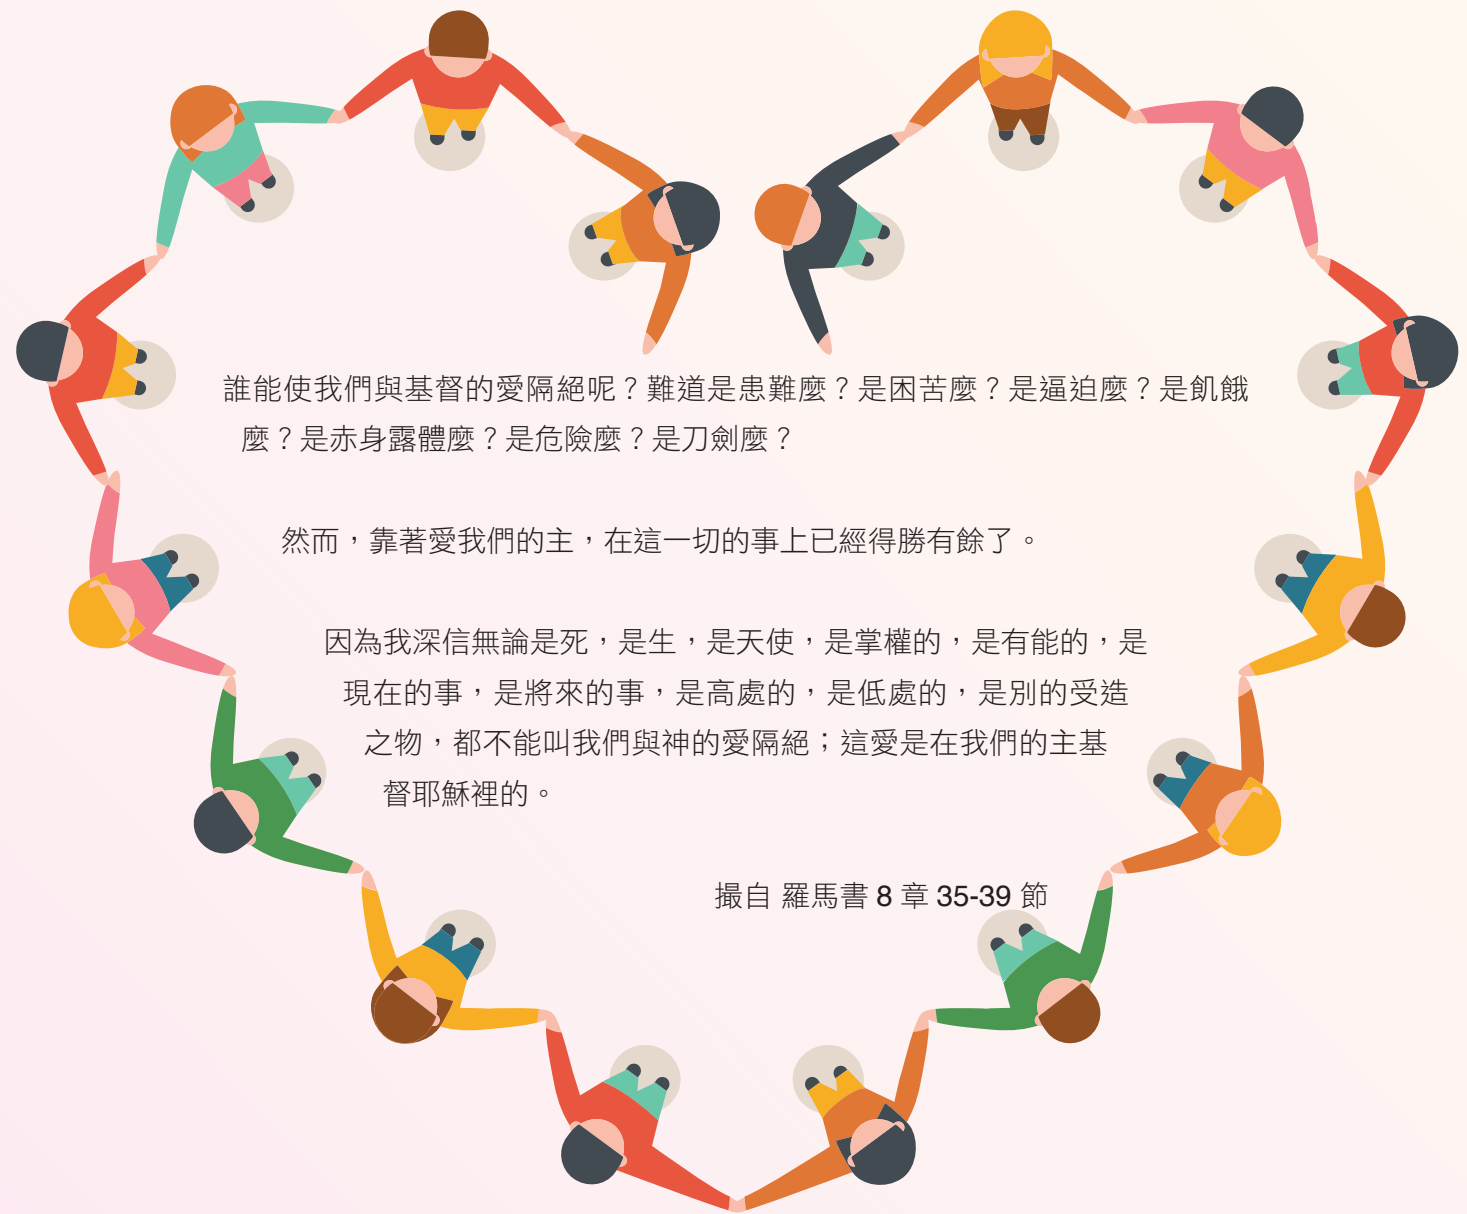 誰能使我們與基督的愛隔絕呢？難道是患難麼？是困苦麼？是逼迫麼？是飢餓
麼？是赤身露體麼？是危險麼？是刀劍麼？
然而，靠著愛我們的主，在這一切的事上已經得勝有餘了。
因為我深信無論是死，是生，是天使，是掌權的，是有能的，是
現在的事，是將來的事，是高處的，是低處的，是別的受造
之物，都不能叫我們與神的愛隔絕；這愛是在我們的主基
督耶穌裡的。
撮自 羅馬書 8 章 35-39 節